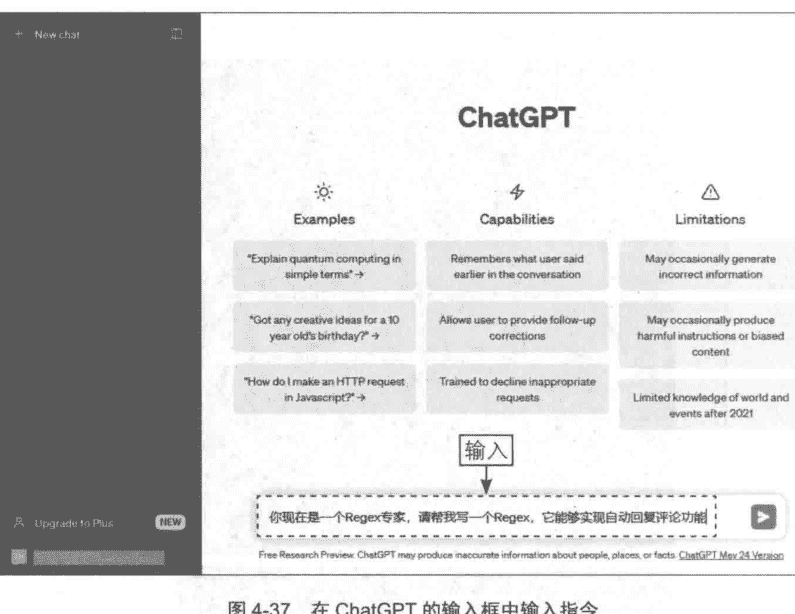 New chat
ChatGPT
Examples
Capabilities
Limitations
"Explain quantum computing in
simple terms" →
Remembers what user said
earlier in the conversation
May occasionally generate
incorrect information
"Got any creative ideas for a 10
year old's birthday?" →
Allows user to provide follow-up
corrections
May occasionally produce
harmful instructions or biased
content
"How do I make an HTTP request
in Javascript?" →
Trained to decline inappropriate
requests
Limited knowledge of world and
events after 2021
输入
你现在是一个Regex专家，请帮我写一个Regex，它能够实现自动回复评论功能
Upgrade to Plus
NEW
Free Research Preview. ChatGPT may produce inaccurate information about people, places, or facts. ChatGPT May 24 Version
图 4-37 在 ChatGPT 的输入框中输入指令